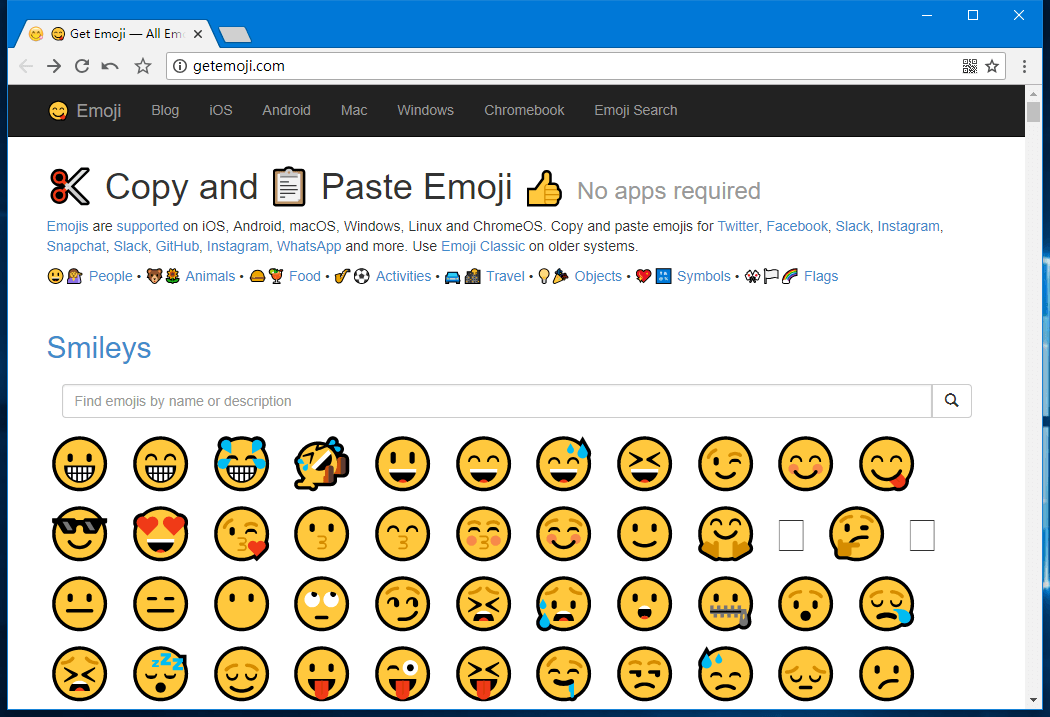 Get Emoji — All Em
getemoji.com
Emoji Blog iOS Android Mac Windows Chromebook Emoji Search
Copy and Paste Emoji No apps required
Emojis are supported on iOS, Android, macOS, Windows, Linux and ChromeOS. Copy and paste emojis for Twitter, Facebook, Slack, Instagram,
Snapchat, Slack, GitHub, Instagram, WhatsApp and more. Use Emoji Classic on older systems.
People • Animals • Food • Activities • Travel • Objects • Symbols • Flags
Smileys
Find emojis by name or description